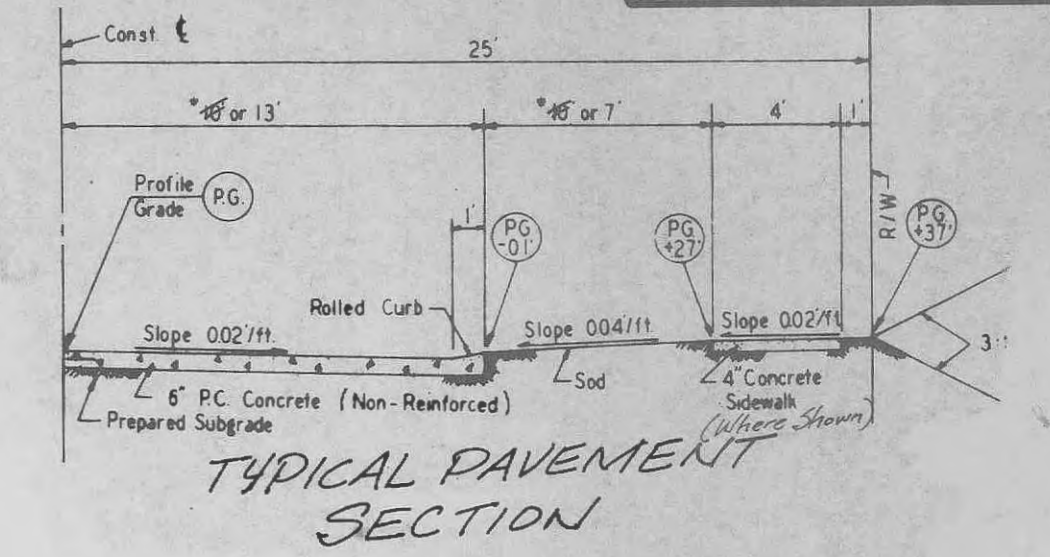 Const. ℄
25'
*18' or 13'
*10' or 7'
4'
1'
Profile
Grade
P.G.
1'
PG
-01'
PG
+27'
R/W
PG
+37'
Rolled Curb
Slope 0.02'/ft.
Slope 0.04'/ft.
Slope 0.02'/ft.
3:1
6" P.C. Concrete (Non-Reinforced)
Prepared Subgrade
Sod
4" Concrete
Sidewalk
(Where Shown)
TYPICAL PAVEMENT
SECTION